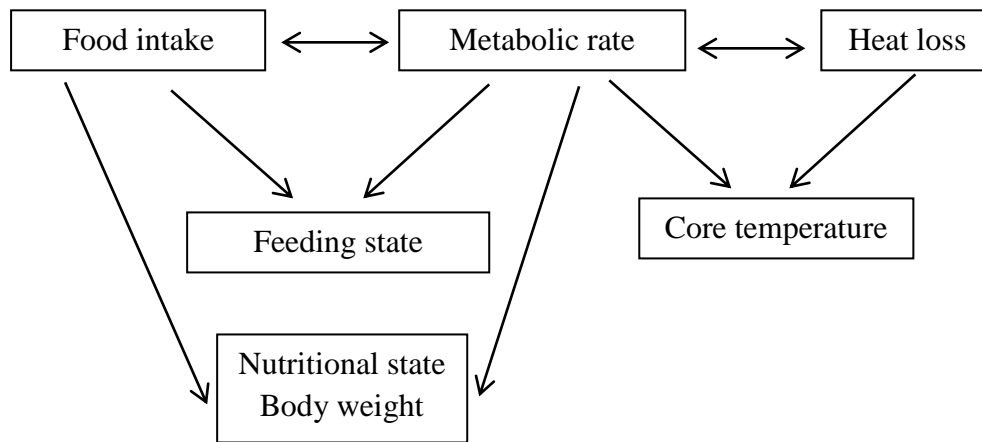 Food intake
Metabolic rate
Heat loss
Feeding state
Core temperature
Nutritional state
Body weight